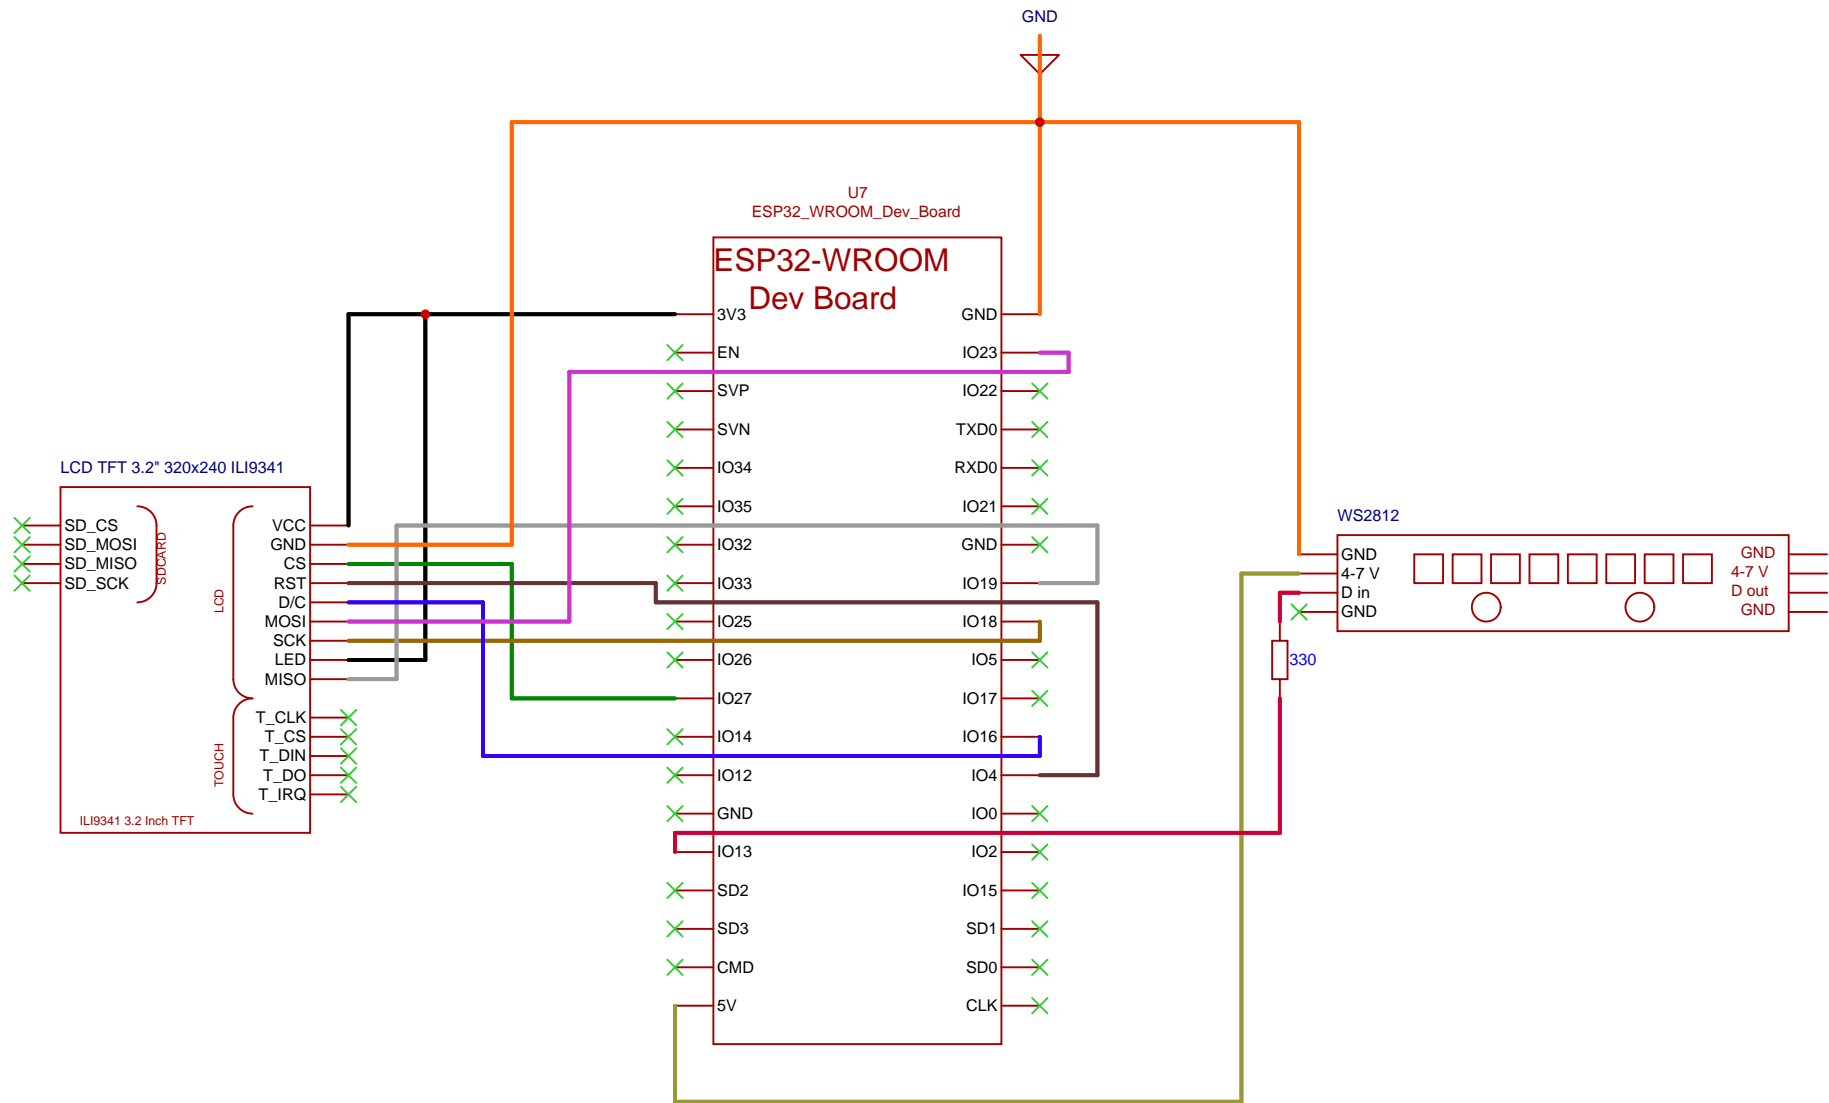 GND
U7
ESP32_WROOM_Dev_Board
ESP32-WROOM
Dev Board
3V3
EN
SVP
SVN
IO34
IO35
IO32
IO33
IO25
IO26
IO27
IO14
IO12
GND
IO13
SD2
SD3
CMD
5V
GND
IO23
IO22
TXD0
RXD0
IO21
GND
IO19
IO18
IO5
IO17
IO16
IO4
IO0
IO2
IO15
SD1
SD0
CLK
LCD TFT 3.2" 320x240 ILI9341
SD_CS
SD_MOSI
SD_MISO
SD_SCK
SDCARD
LCD
VCC
GND
CS
RST
D/C
MOSI
SCK
LED
MISO
TOUCH
T_CLK
T_CS
T_DIN
T_DO
T_IRQ
ILI9341 3.2 Inch TFT
WS2812
GND
4-7 V
D in
GND
GND
4-7 V
D out
GND
330